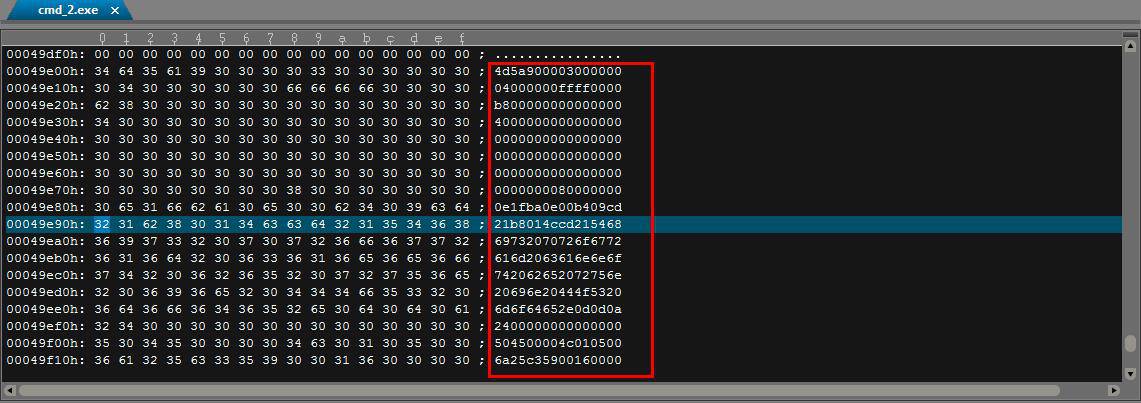 cmd_2.exe ×
0 1 2 3 4 5 6 7 8 9 a b c d e f
00049df0h: 00 00 00 00 00 00 00 00 00 00 00 00 00 00 00 00 ; ................
00049e00h: 34 64 35 61 39 30 30 30 30 33 30 30 30 30 30 30 ; 4d5a900003000000
00049e10h: 30 34 30 30 30 30 30 30 66 66 66 66 30 30 30 30 ; 04000000ffff0000
00049e20h: 62 38 30 30 30 30 30 30 30 30 30 30 30 30 30 30 ; b800000000000000
00049e30h: 34 30 30 30 30 30 30 30 30 30 30 30 30 30 30 30 ; 4000000000000000
00049e40h: 30 30 30 30 30 30 30 30 30 30 30 30 30 30 30 30 ; 0000000000000000
00049e50h: 30 30 30 30 30 30 30 30 30 30 30 30 30 30 30 30 ; 0000000000000000
00049e60h: 30 30 30 30 30 30 30 30 30 30 30 30 30 30 30 30 ; 0000000000000000
00049e70h: 30 30 30 30 30 30 30 30 38 30 30 30 30 30 30 30 ; 0000000080000000
00049e80h: 30 65 31 66 62 61 30 65 30 30 62 34 30 39 63 64 ; 0e1fba0e00b409cd
00049e90h: 32 31 62 38 30 31 34 63 63 64 32 31 35 34 36 38 ; 21b8014ccd215468
00049ea0h: 36 39 37 33 32 30 37 30 37 32 36 66 36 37 37 32 ; 69732070726f6772
00049eb0h: 36 31 36 64 32 30 36 33 36 31 36 65 36 65 36 66 ; 616d2063616e6e6f
00049ec0h: 37 34 32 30 36 32 36 35 32 30 37 32 37 35 36 65 ; 742062652072756e
00049ed0h: 32 30 36 39 36 65 32 30 34 34 34 66 35 33 32 30 ; 20696e20444f5320
00049ee0h: 36 64 36 66 36 34 36 35 32 65 30 64 30 64 30 61 ; 6d6f64652e0d0d0a
00049ef0h: 32 34 30 30 30 30 30 30 30 30 30 30 30 30 30 30 ; 2400000000000000
00049f00h: 35 30 34 35 30 30 30 30 34 63 30 31 30 35 30 30 ; 504500004c010500
00049f10h: 36 61 32 35 63 33 35 39 30 30 31 36 30 30 30 30 ; 6a25c35900160000